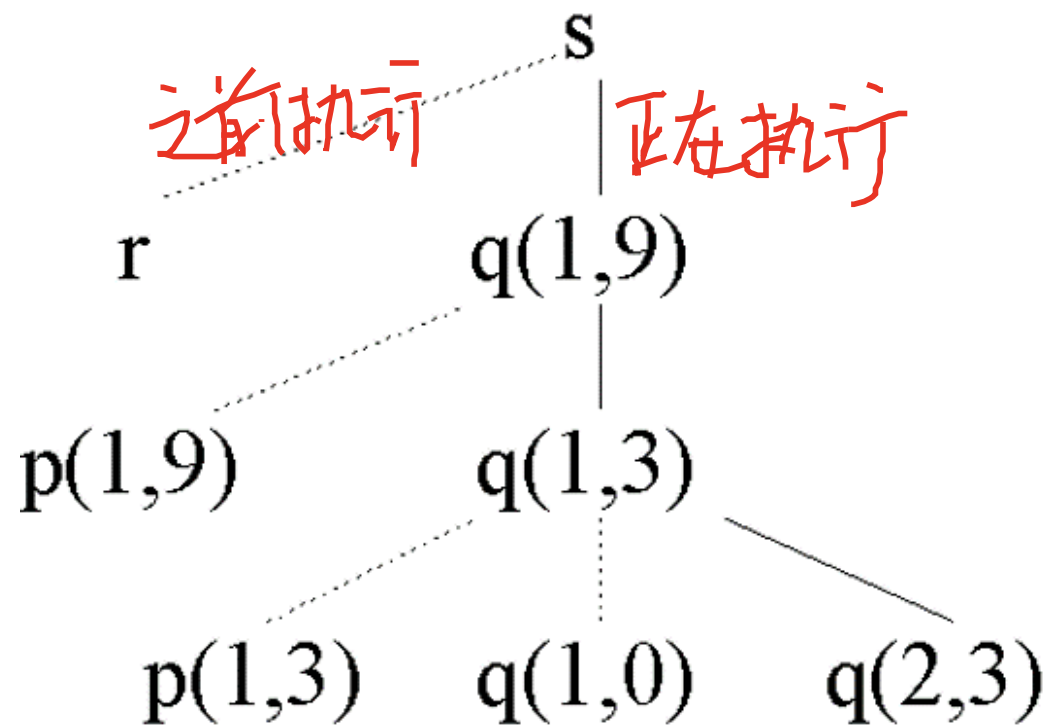 s
之前执行
正在执行
r
q(1,9)
p(1,9)
q(1,3)
p(1,3)
q(1,0)
q(2,3)